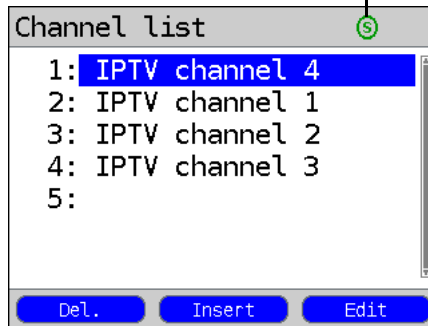 Channel list S
1: IPTV channel 4
2: IPTV channel 1
3: IPTV channel 2
4: IPTV channel 3
5:
Del. Insert Edit